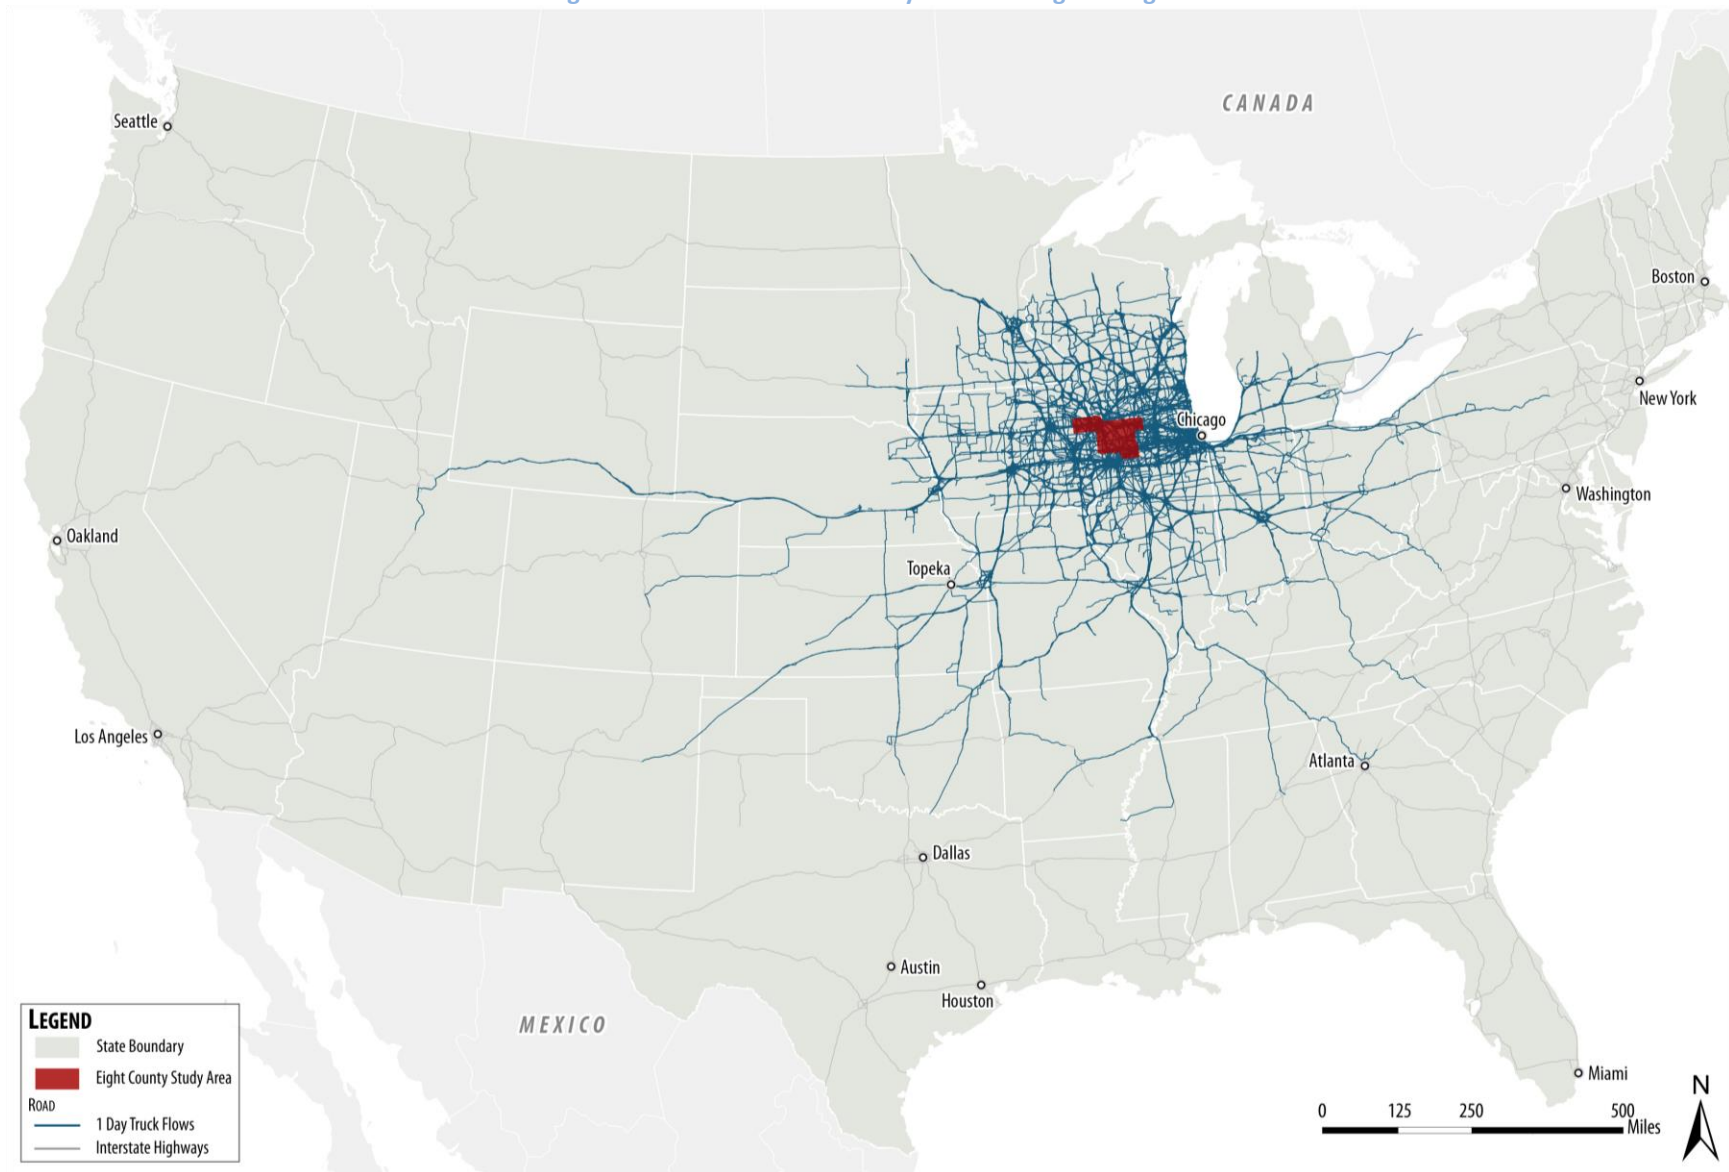 CANADA
Seattle
Boston
New York
Chicago
Washington
Oakland
Topeka
Los Angeles
Atlanta
Dallas
Austin
Houston
MEXICO
Miami
LEGEND
State Boundary
Eight County Study Area
ROAD
1 Day Truck Flows
Interstate Highways
0 125 250 500
Miles
N